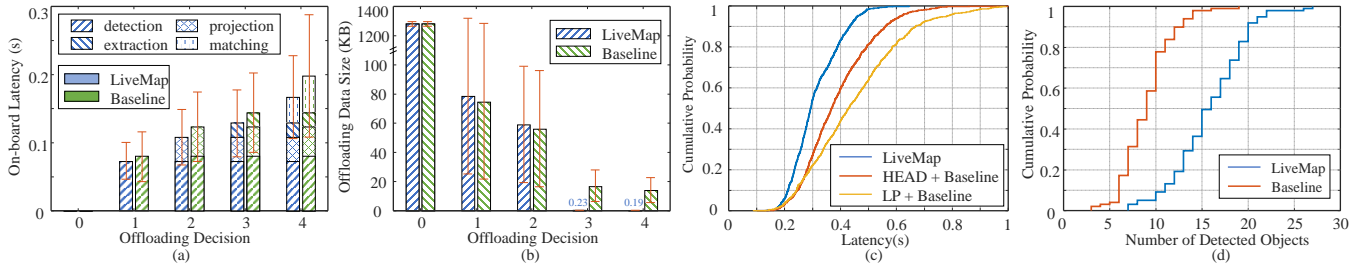 On-board Latency (s)
0.3
0.2
0.1
0
detection
projection
extraction
matching
LiveMap
Baseline
0 1 2 3 4
Offloading Decision
(a)
Offloading Data Size (KB)
1400
1200
80
60
40
20
0
LiveMap
Baseline
0.23
0.19
0 1 2 3 4
Offloading Decision
(b)
Cumulative Probability
1
0.8
0.6
0.4
0.2
0
LiveMap
HEAD + Baseline
LP + Baseline
0 0.2 0.4 0.6 0.8 1
Latency(s)
(c)
Cumulative Probability
1
0.8
0.6
0.4
0.2
0
LiveMap
Baseline
0 5 10 15 20 25 30
Number of Detected Objects
(d)